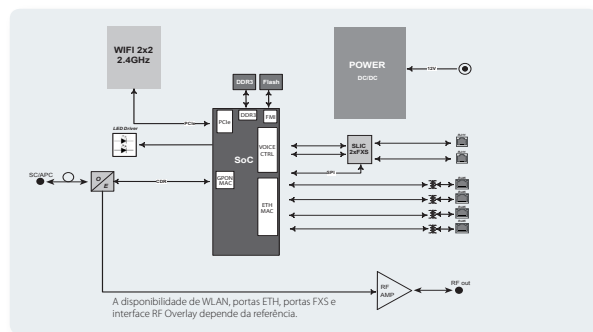 WIFI 2x2
2.4GHz
POWER
DC/DC
12V
DDR3
Flash
PCIe
LED Driver
PCIe
DDR3
FMI
VOICE
CTRL
SoC
SLIC
2xFXS
SPI
SC/APC
O
E
CDR
GPON
MAC
ETH
MAC
RF
AMP
RF out
A disponibilidade de WLAN, portas ETH, portas FXS e
interface RF Overlay depende da referência.